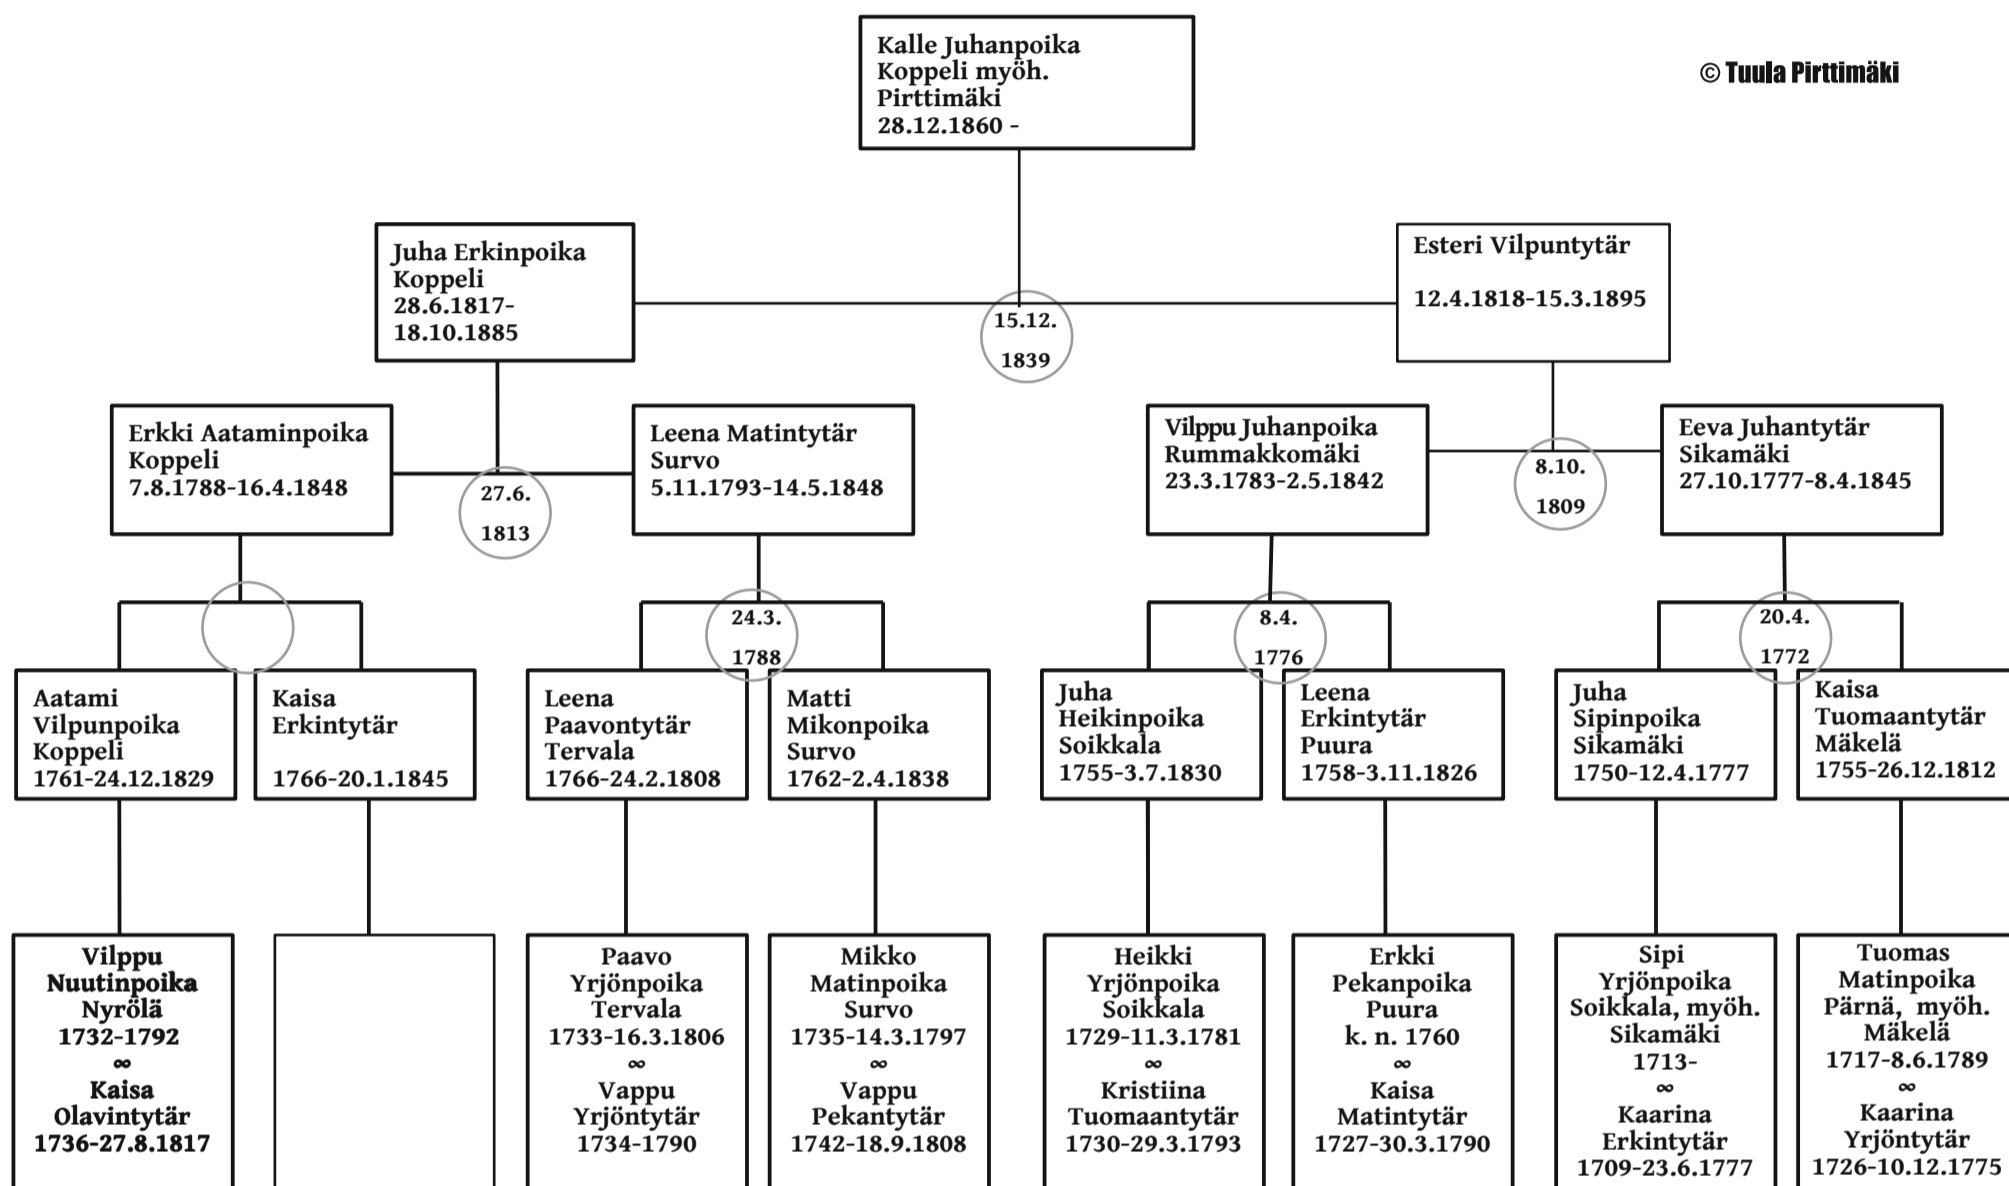 Kalle Juhanpoika
Koppeli myöh.
Pirttimäki
28.12.1860 -
© Tuula Pirttimäki
Juha Erkinpoika
Koppeli
28.6.1817-
18.10.1885
15.12.
1839
Esteri Vilpuntytär
12.4.1818-15.3.1895
Erkki Aataminpoika
Koppeli
7.8.1788-16.4.1848
27.6.
1813
Leena Matintytär
Survo
5.11.1793-14.5.1848
Vilppu Juhanpoika
Rummakkomäki
23.3.1783-2.5.1842
8.10.
1809
Eeva Juhantytär
Sikamäki
27.10.1777-8.4.1845
24.3.
1788
8.4.
1776
20.4.
1772
Aatami
Vilpunpoika
Koppeli
1761-24.12.1829
Kaisa
Erkintytär
1766-20.1.1845
Leena
Paavontytär
Tervala
1766-24.2.1808
Matti
Mikonpoika
Survo
1762-2.4.1838
Juha
Heikinpoika
Soikkala
1755-3.7.1830
Leena
Erkintytär
Puura
1758-3.11.1826
Juha
Sipinpoika
Sikamäki
1750-12.4.1777
Kaisa
Tuomaantytär
Mäkelä
1755-26.12.1812
Vilppu
Nuutinpoika
Nyrölä
1732-1792
∞
Kaisa
Olavintytär
1736-27.8.1817
Paavo
Yrjönpoika
Tervala
1733-16.3.1806
∞
Vappu
Yrjöntytär
1734-1790
Mikko
Matinpoika
Survo
1735-14.3.1797
∞
Vappu
Pekantytär
1742-18.9.1808
Heikki
Yrjönpoika
Soikkala
1729-11.3.1781
∞
Kristiina
Tuomaantytär
1730-29.3.1793
Erkki
Pekanpoika
Puura
k. n. 1760
∞
Kaisa
Matintytär
1727-30.3.1790
Sipi
Yrjönpoika
Soikkala, myöh.
Sikamäki
1713-
∞
Kaarina
Erkintytär
1709-23.6.1777
Tuomas
Matinpoika
Pärnä, myöh.
Mäkelä
1717-8.6.1789
∞
Kaarina
Yrjöntytär
1726-10.12.1775